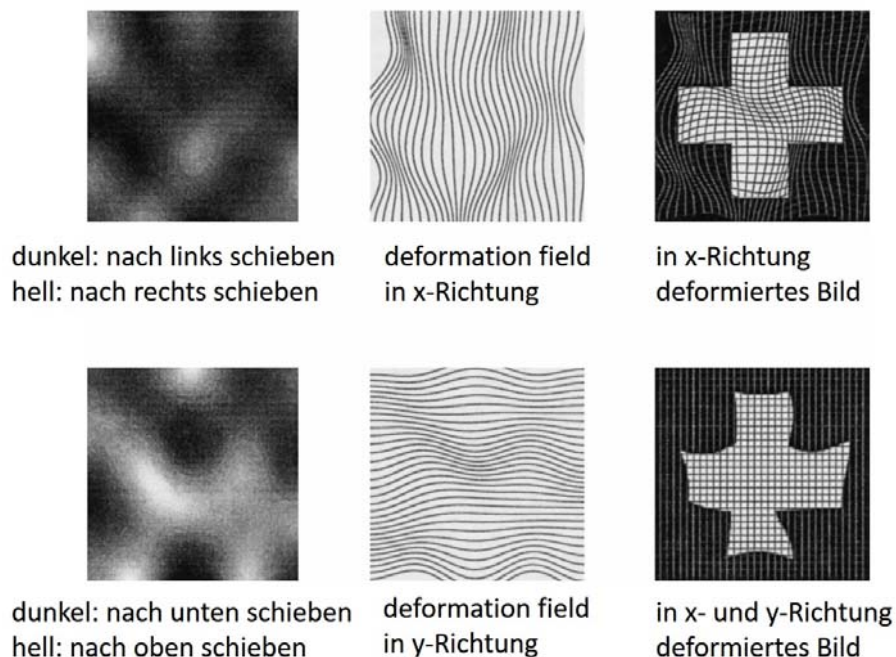 dunkel: nach links schieben
hell: nach rechts schieben
deformation field
in x-Richtung
in x-Richtung
deformiertes Bild
dunkel: nach unten schieben
hell: nach oben schieben
deformation field
in y-Richtung
in x- und y-Richtung
deformiertes Bild